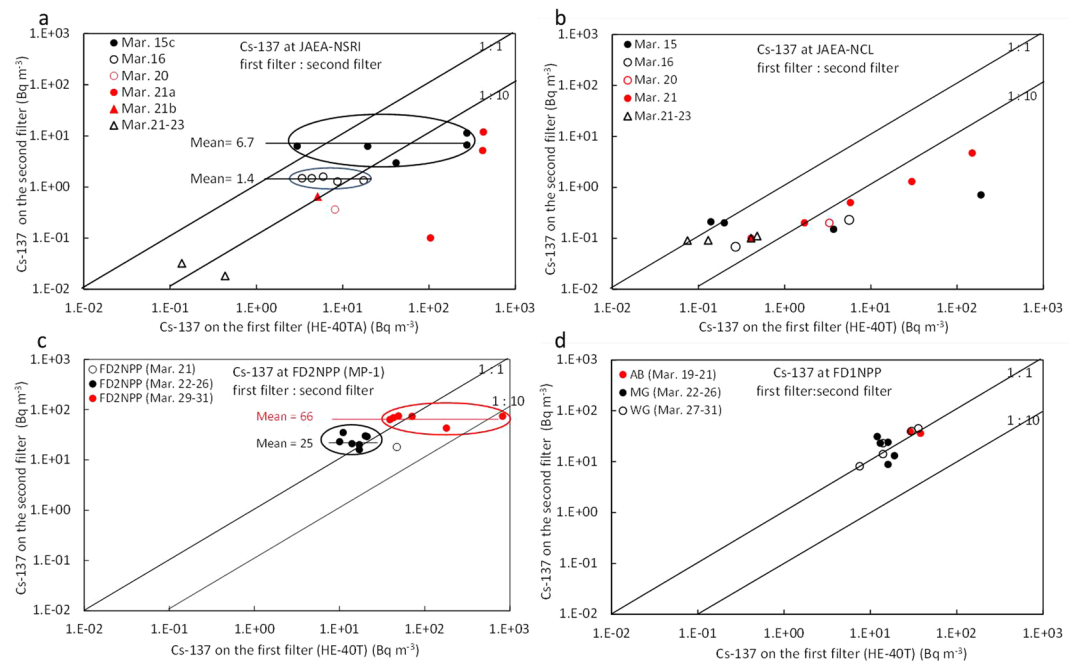 a
Cs-137 on the second filter (Bq m⁻³)
1.E+03
1.E+02
1.E+01
1.E+00
1.E-01
1.E-02
Mar. 15c
Mar.16
Mar. 20
Mar. 21a
Mar. 21b
Mar.21-23
Cs-137 at JAEA-NSRI
first filter : second filter
1 : 1
1 : 10
Mean= 6.7
Mean= 1.4
1.E-02 1.E-01 1.E+00 1.E+01 1.E+02 1.E+03
Cs-137 on the first filter (HE-40TA) (Bq m⁻³)
b
Cs-137 on the second filter (Bq m⁻³)
1.E+03
1.E+02
1.E+01
1.E+00
1.E-01
1.E-02
Mar. 15
Mar.16
Mar. 20
Mar. 21
Mar.21-23
Cs-137 at JAEA-NCL
first filter : second filter
1 : 1
1 : 10
1.E-02 1.E-01 1.E+00 1.E+01 1.E+02 1.E+03
Cs-137 on the first filter (HE-40T) (Bq m⁻³)
c
Cs-137 on the second filter (Bq m⁻³)
1.E+03
1.E+02
1.E+01
1.E+00
1.E-01
1.E-02
FD2NPP (Mar. 21)
FD2NPP (Mar. 22-26)
FD2NPP (Mar. 29-31)
Cs-137 at FD2NPP (MP-1)
first filter : second filter
1 : 1
1 : 10
Mean = 66
Mean = 25
1.E-02 1.E-01 1.E+00 1.E+01 1.E+02 1.E+03
Cs-137 on the first filter (HE-40T) (Bq m⁻³)
d
Cs-137 on the second filter (Bq m⁻³)
1.E+03
1.E+02
1.E+01
1.E+00
1.E-01
1.E-02
AB (Mar. 19-21)
MG (Mar. 22-26)
WG (Mar. 27-31)
Cs-137 at FD1NPP
first filter:second filter
1 : 1
1 : 10
1.E-02 1.E-01 1.E+00 1.E+01 1.E+02 1.E+03
Cs-137 on the first filter (HE-40T) (Bq m⁻³)